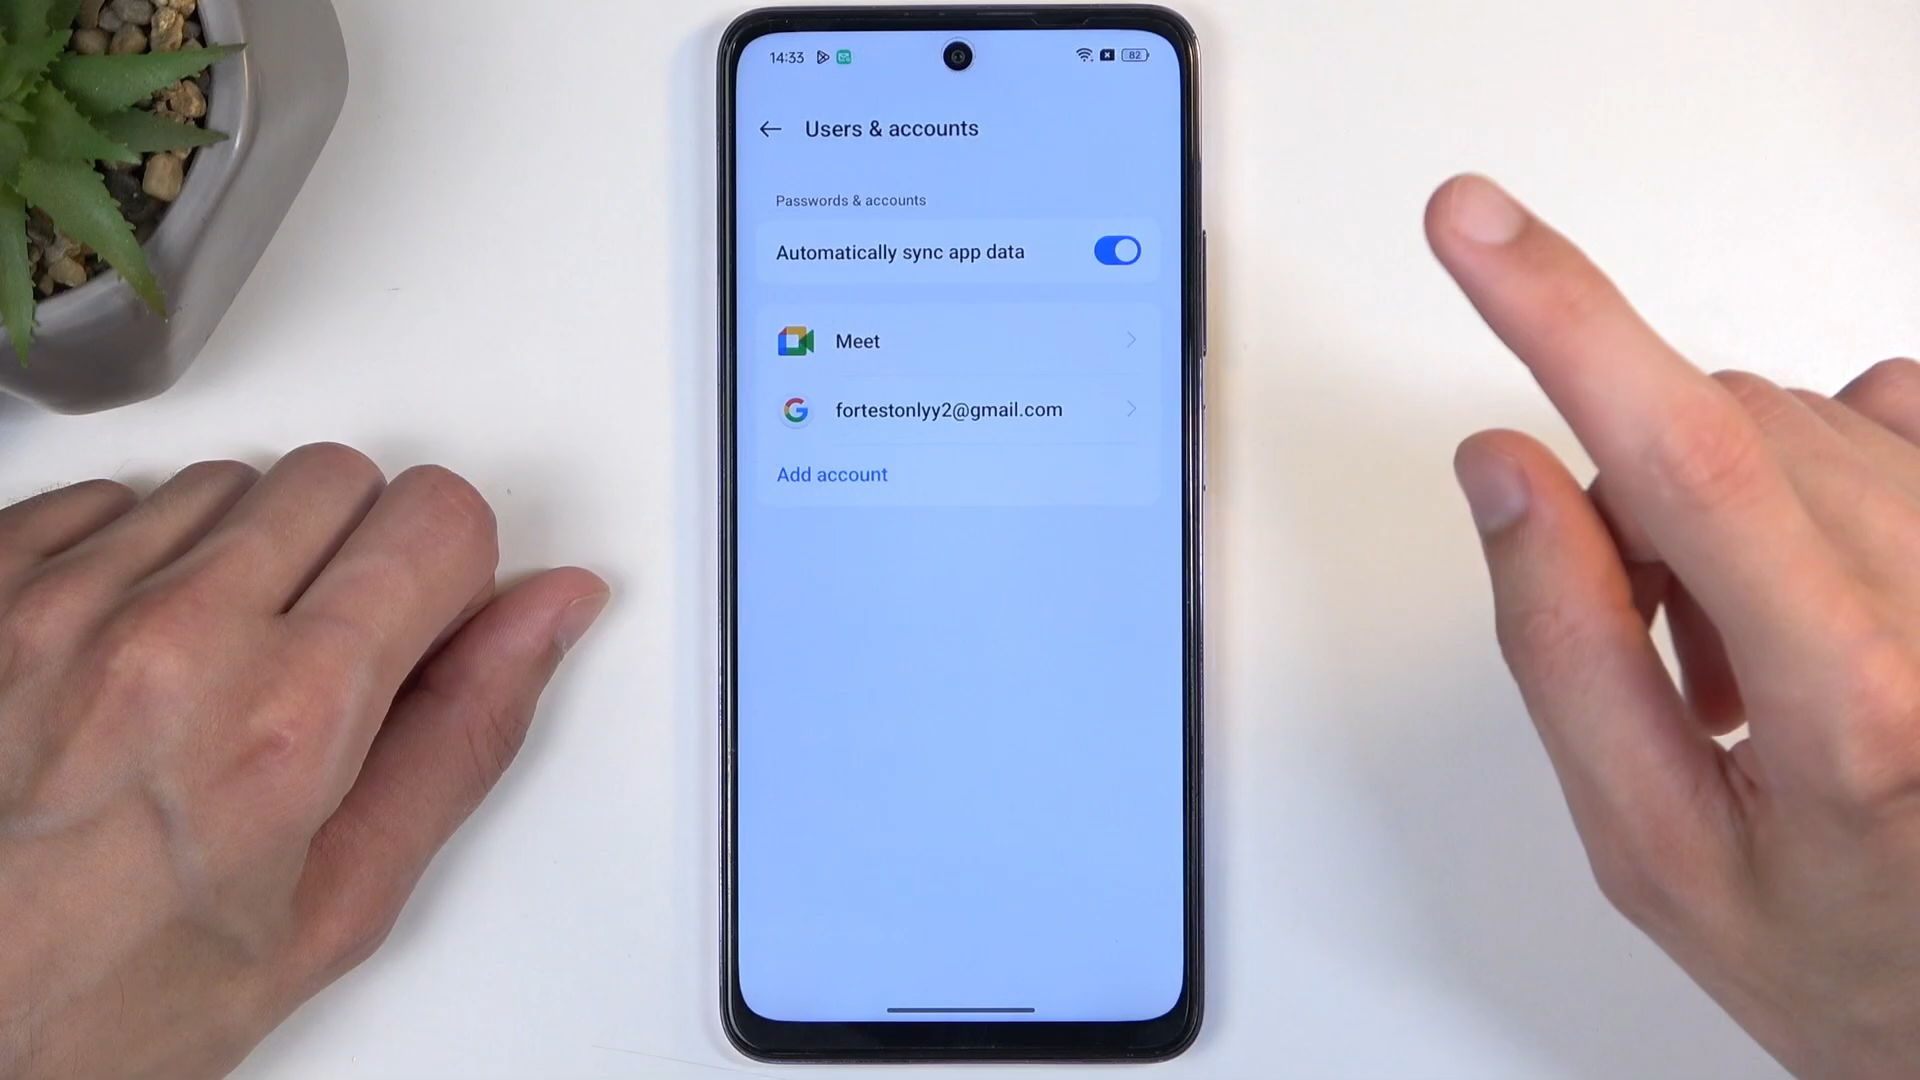 14:33
82
Users & accounts
Passwords & accounts
Automatically sync app data
Meet
fortestonlyy2@gmail.com
Add account